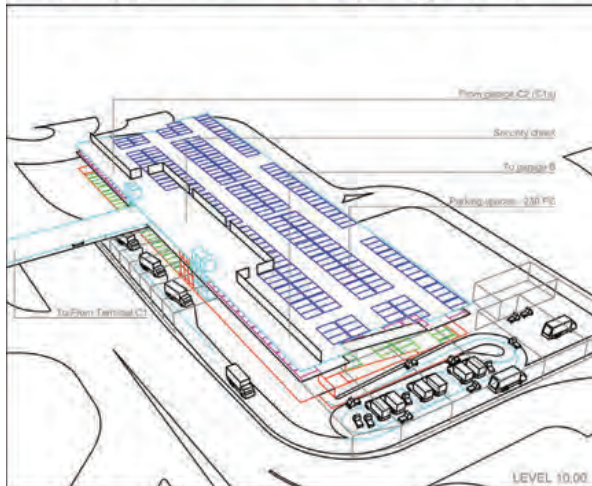 From garage C2 (C1a)
Security check
To garage B
Parking spaces - 230 PE
To/From Terminal C1
LEVEL 10.00